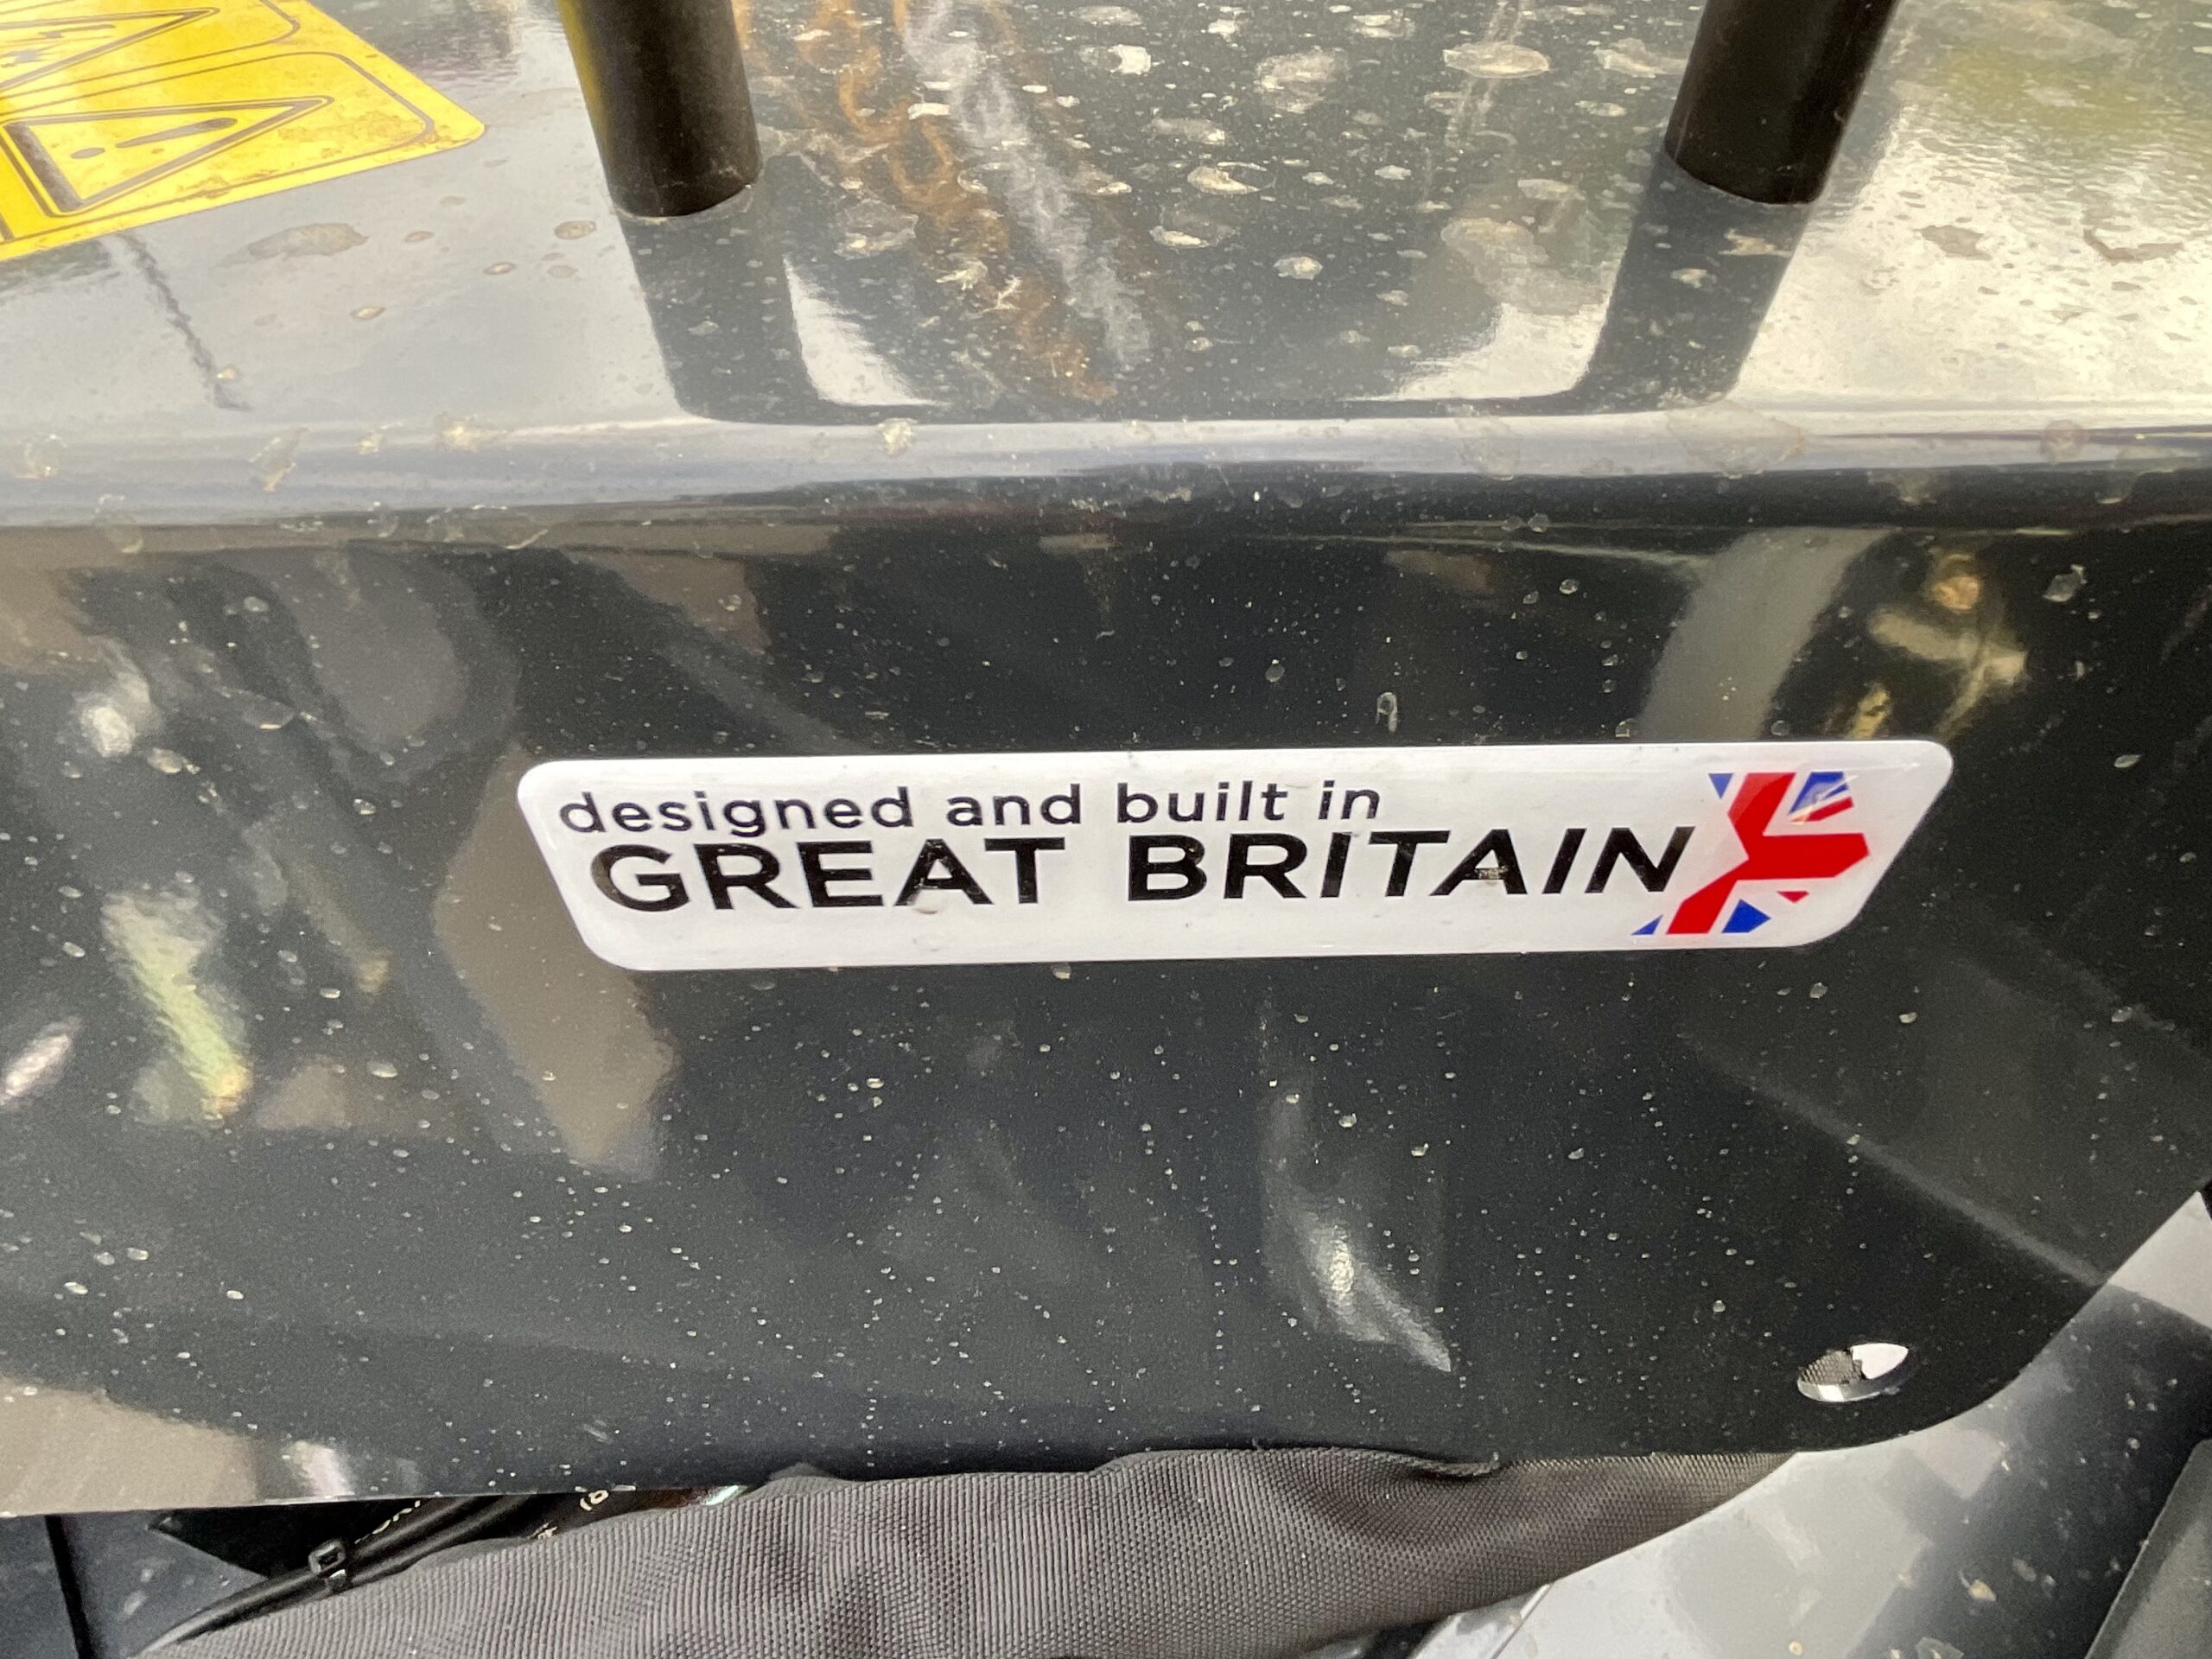 designed and built in
GREAT BRITAIN